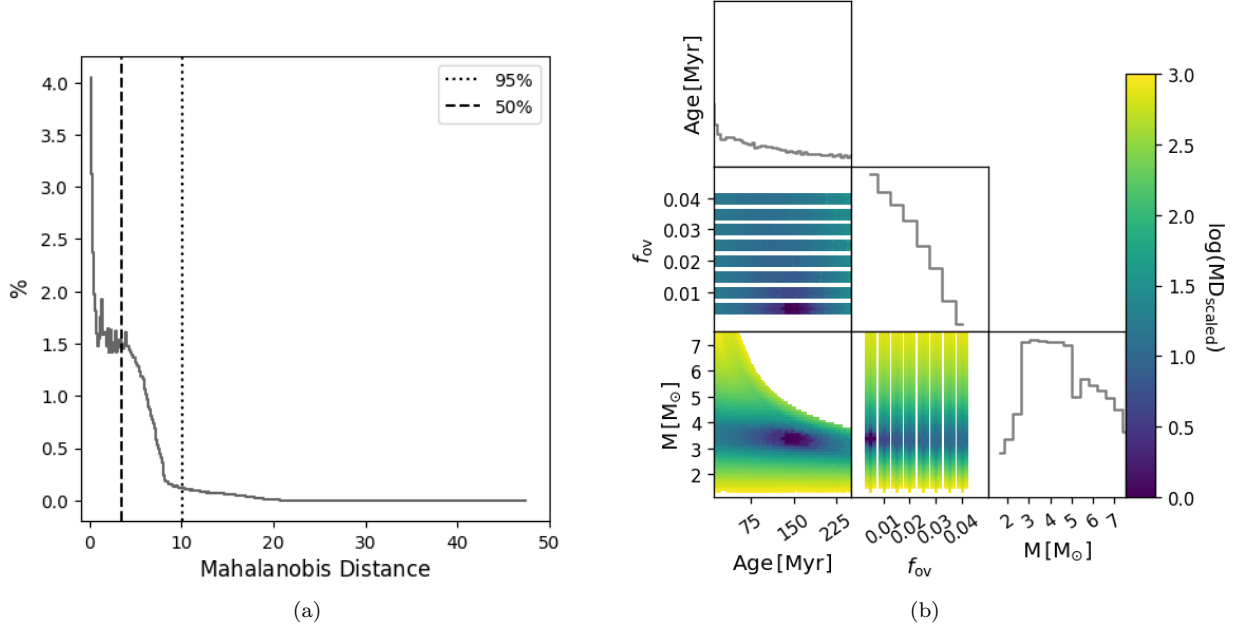 4.0
3.5
3.0
2.5
2.0
1.5
1.0
0.5
0.0
%
0 10 20 30 40 50
Mahalanobis Distance
95%
50%
(a)
Age [Myr]
f_ov
0.04
0.03
0.02
0.01
M [M⊙]
7
6
5
4
3
2
75 150 225
Age [Myr]
0.01 0.02 0.03 0.04
f_ov
2 3 4 5 6 7
M [M⊙]
3.0
2.5
2.0
1.5
1.0
0.5
0.0
log(MD_scaled)
(b)